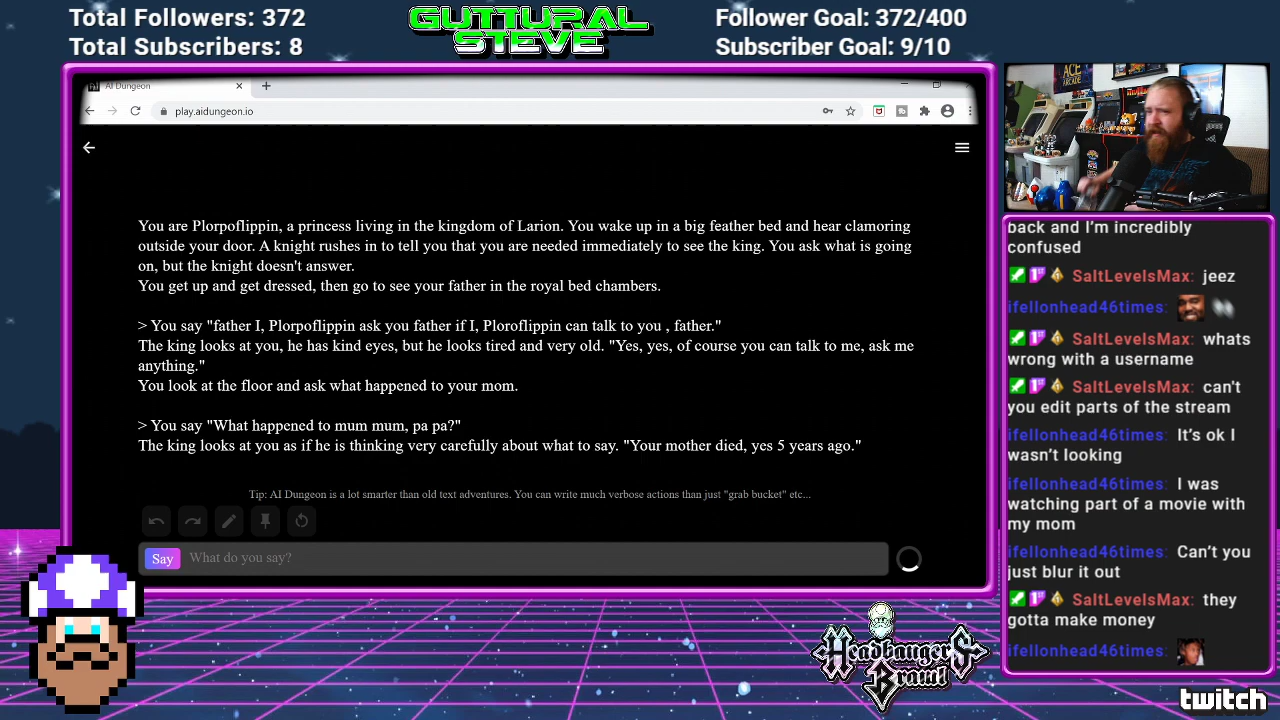 Total Followers: 372
Total Subscribers: 8
GUTTURAL
STEVE
Follower Goal: 372/400
Subscriber Goal: 9/10
AI Dungeon
play.aidungeon.io
You are Plorpoflippin, a princess living in the kingdom of Larion. You wake up in a big feather bed and hear clamoring
outside your door. A knight rushes in to tell you that you are needed immediately to see the king. You ask what is going
on, but the knight doesn't answer.
You get up and get dressed, then go to see your father in the royal bed chambers.
> You say "father I, Plorpoflippin ask you father if I, Ploroflippin can talk to you , father."
The king looks at you, he has kind eyes, but he looks tired and very old. "Yes, yes, of course you can talk to me, ask me
anything."
You look at the floor and ask what happened to your mom.
> You say "What happened to mum mum, pa pa?"
The king looks at you as if he is thinking very carefully about what to say. "Your mother died, yes 5 years ago."
Tip: AI Dungeon is a lot smarter than old text adventures. You can write much verbose actions than just "grab bucket" etc...
Say What do you say?
ACE
ARCADE
back and I'm incredibly
confused
SaltLevelsMax: jeez
ifellonhead46times:
SaltLevelsMax: whats
wrong with a username
SaltLevelsMax: can't
you edit parts of the stream
ifellonhead46times: It's ok I
wasn't looking
ifellonhead46times: I was
watching part of a movie with
my mom
ifellonhead46times: Can't you
just blur it out
SaltLevelsMax: they
gotta make money
ifellonhead46times:
Headbangers
Brawl
twitch